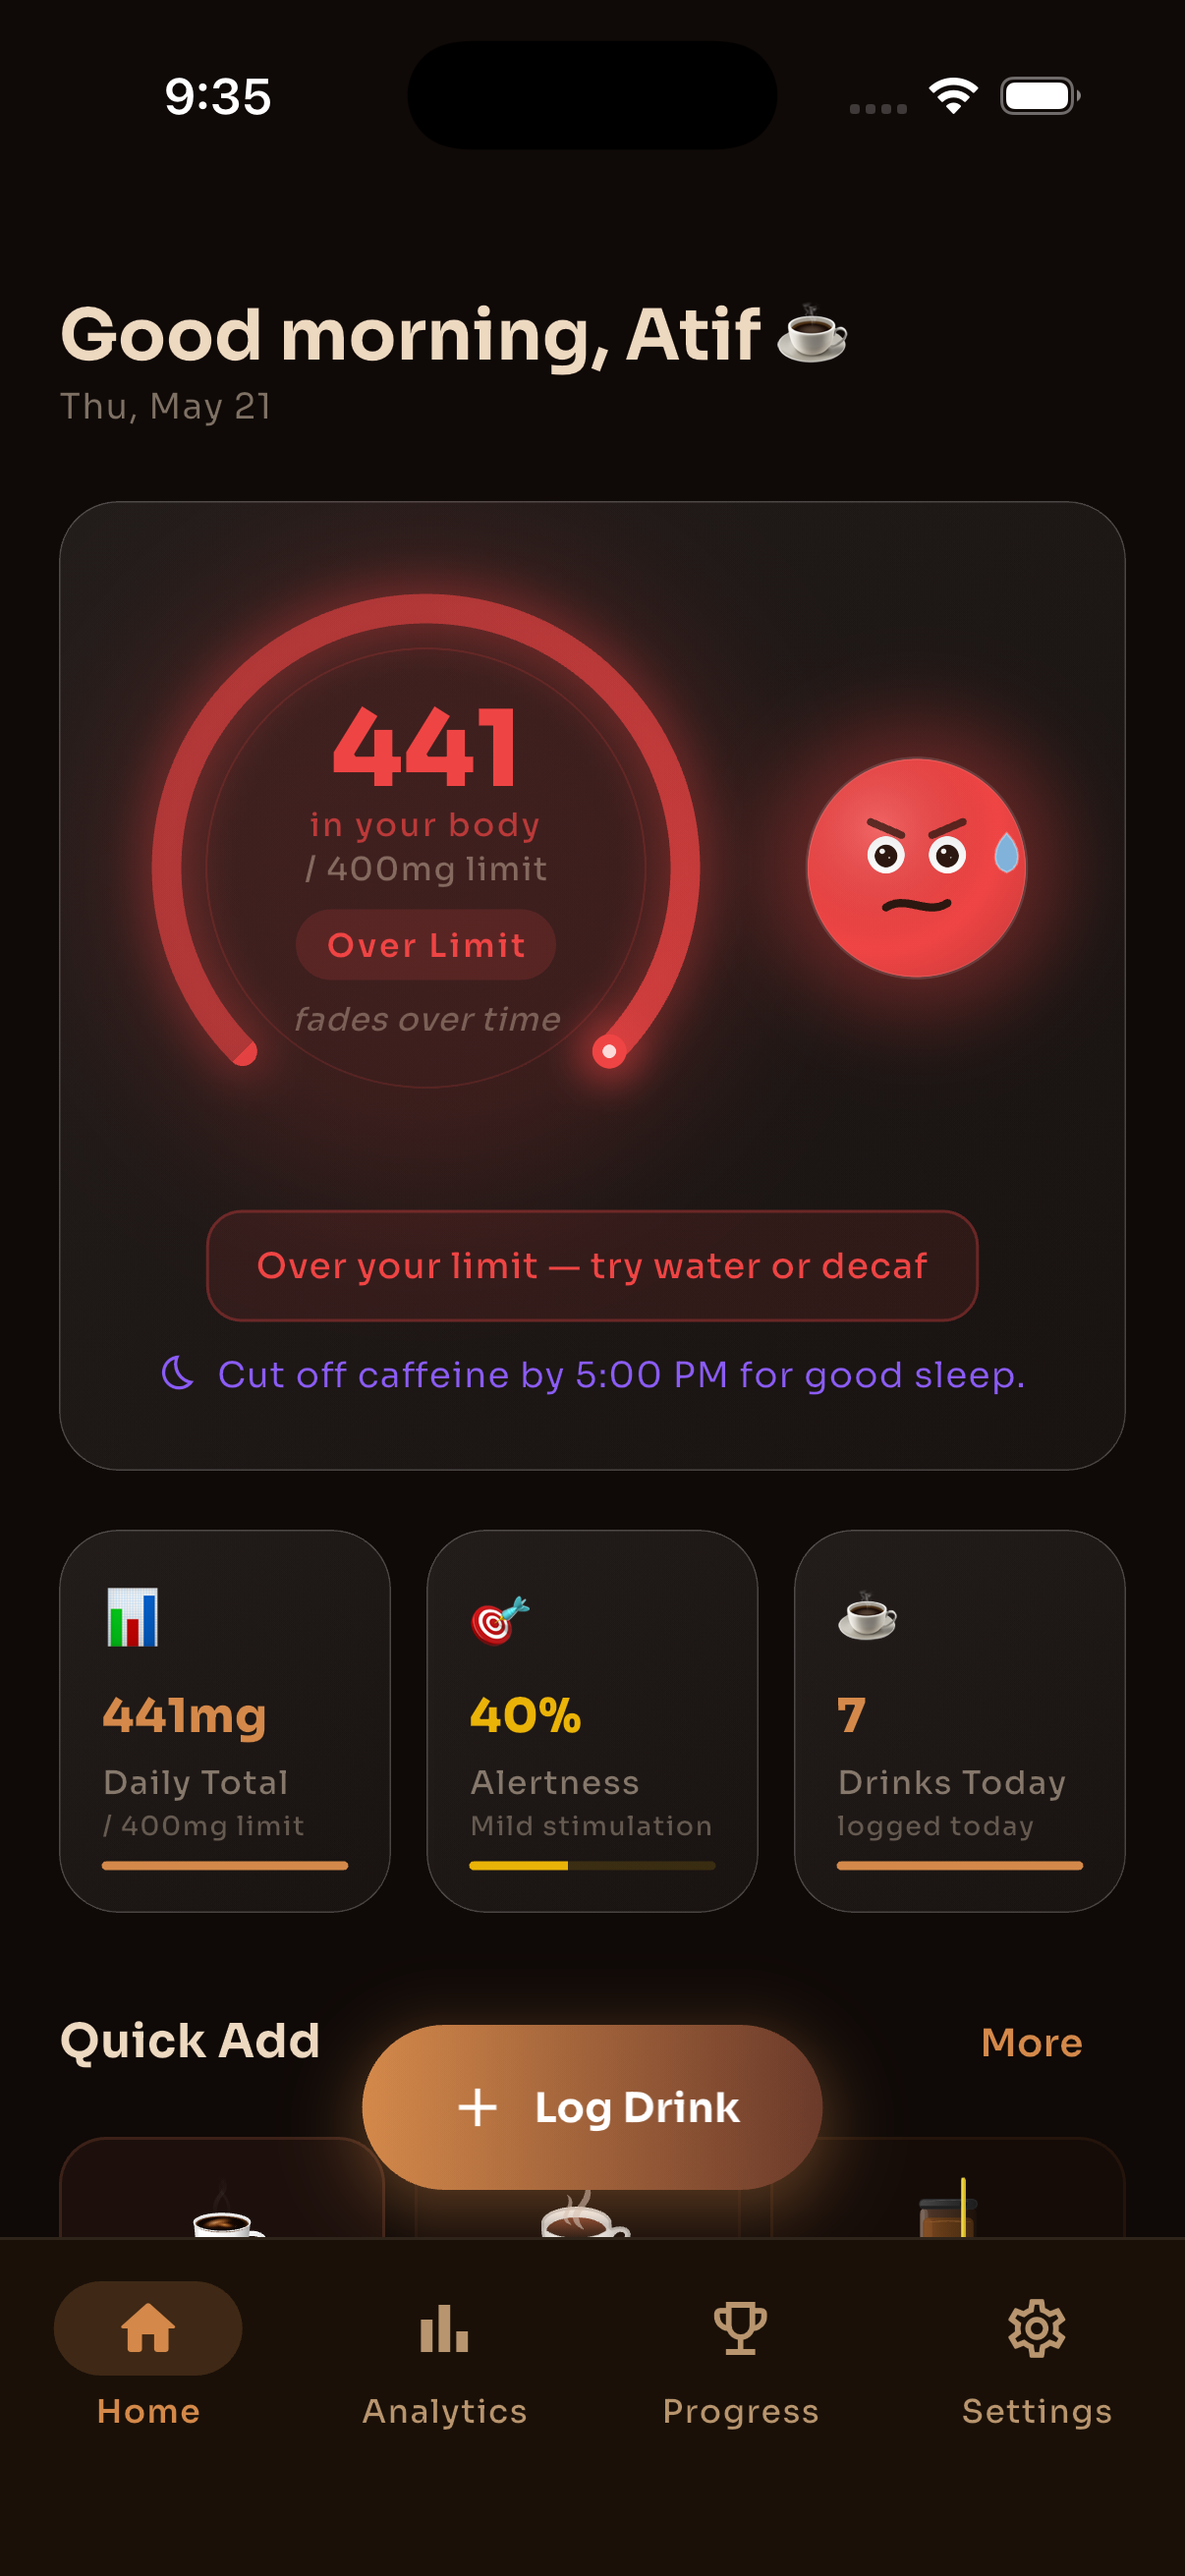 9:35
Good morning, Atif
Thu, May 21
441
in your body
/ 400mg limit
Over Limit
fades over time
Over your limit — try water or decaf
Cut off caffeine by 5:00 PM for good sleep.
441mg
Daily Total
/ 400mg limit
40%
Alertness
Mild stimulation
7
Drinks Today
logged today
Quick Add
More
+ Log Drink
Home
Analytics
Progress
Settings